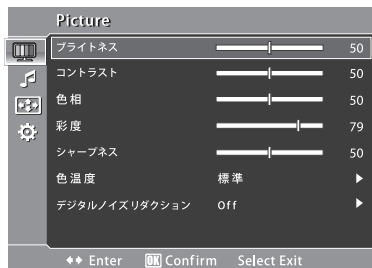 Picture
ブライトネス 50
コントラスト 50
色相 50
彩度 79
シャープネス 50
色温度 標準
デジタルノイズリダクション Off
Enter OK Confirm Select Exit